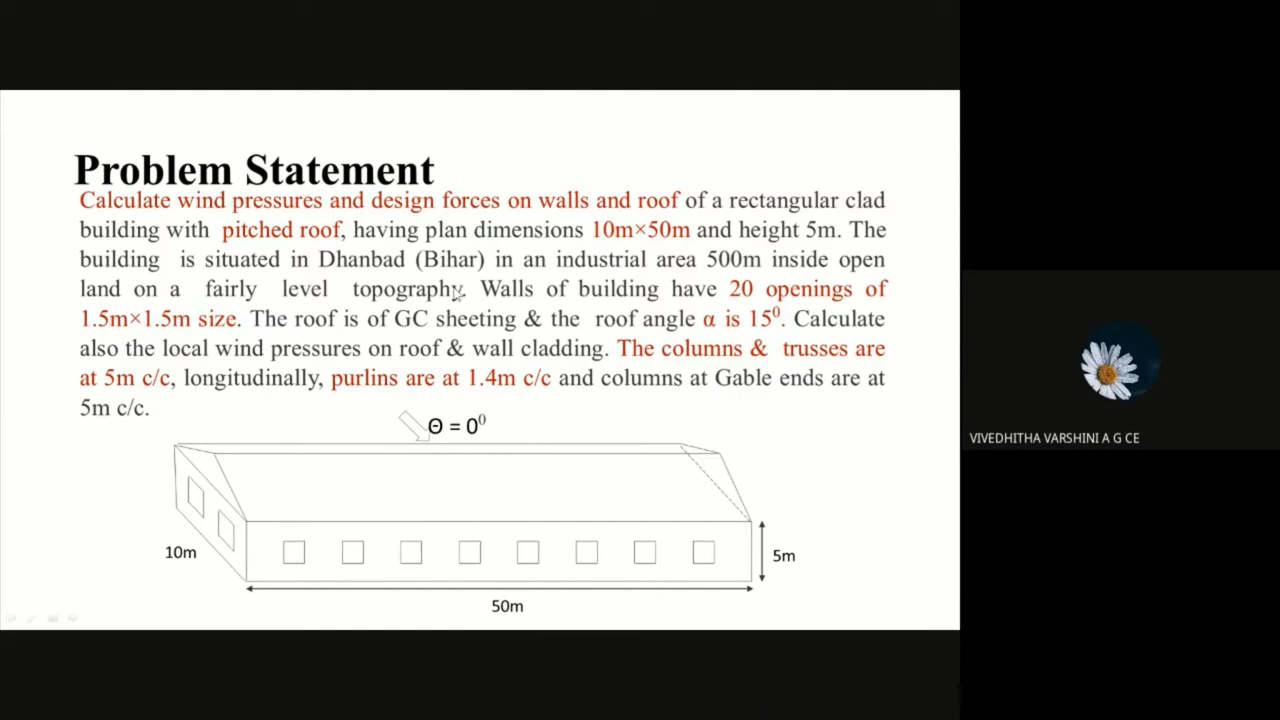 Problem Statement
Calculate wind pressures and design forces on walls and roof of a rectangular clad
building with pitched roof, having plan dimensions 10m×50m and height 5m. The
building is situated in Dhanbad (Bihar) in an industrial area 500m inside open
land on a fairly level topography. Walls of building have 20 openings of
1.5m×1.5m size. The roof is of GC sheeting & the roof angle α is 15⁰. Calculate
also the local wind pressures on roof & wall cladding. The columns & trusses are
at 5m c/c, longitudinally, purlins are at 1.4m c/c and columns at Gable ends are at
5m c/c.
Θ = 0⁰
10m
5m
50m
VIVEDHITHA VARSHINI A G CE